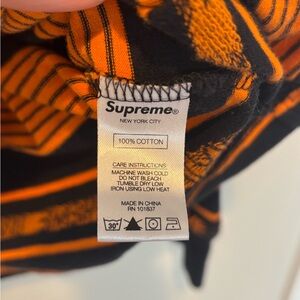 Supreme®
NEW YORK CITY
100% COTTON
CARE INSTRUCTIONS
MACHINE WASH COLD
DO NOT BLEACH
TUMBLE DRY LOW
IRON USING LOW HEAT
MADE IN CHINA
RN 101837
30°